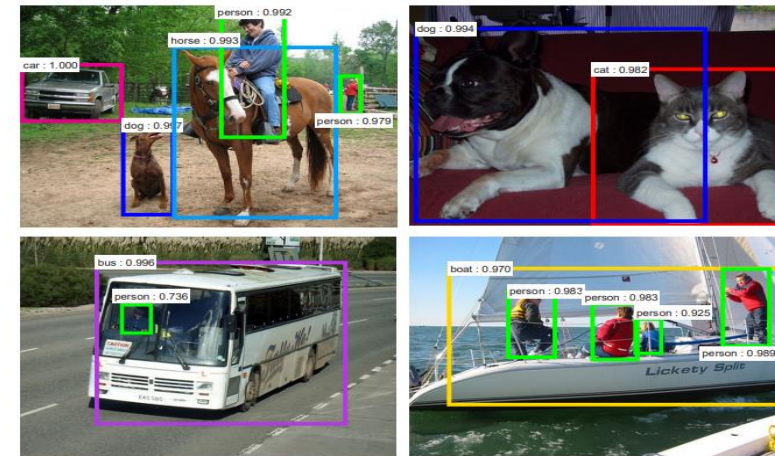 person : 0.992
horse : 0.993
car : 1.000
dog : 0.997
person : 0.979
dog : 0.994
cat : 0.982
bus : 0.996
person : 0.736
CAUTION
boat : 0.970
person : 0.983
person : 0.983
person : 0.925
person : 0.989
Lickety Split